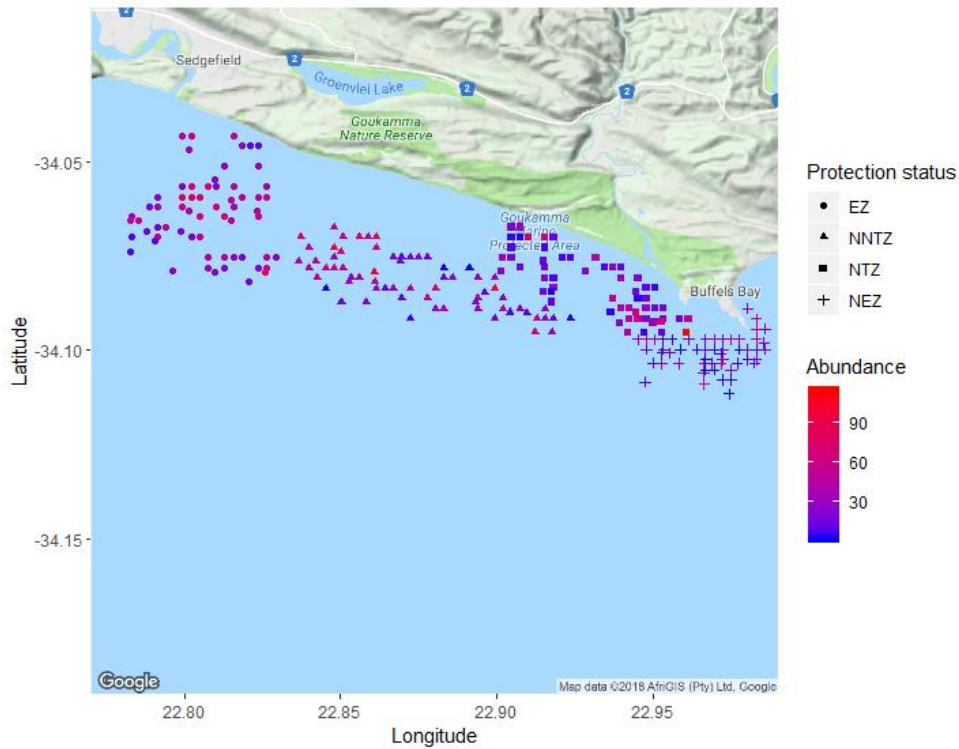 2
Sedgefield
2
Groenvlei Lake
2
2
Goukamma
Nature Reserve
Goukamma
Marine
Protected Area
Buffels Bay
Google
Map data ©2018 AfriGIS (Pty) Ltd, Google
-34.05
-34.10
-34.15
Latitude
22.80
22.85
22.90
22.95
Longitude
Protection status
EZ
NNTZ
NTZ
NEZ
Abundance
90
60
30